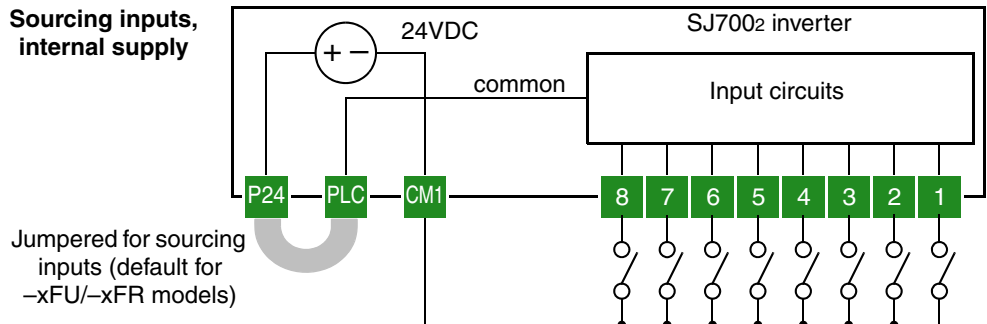 Sourcing inputs,
internal supply
+ −
24VDC
SJ7002 inverter
common
Input circuits
P24
PLC
CM1
8 7 6 5 4 3 2 1
Jumpered for sourcing
inputs (default for
–xFU/–xFR models)